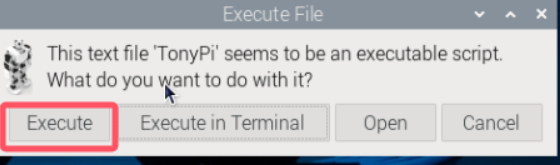 Execute File
This text file 'TonyPi' seems to be an executable script.
What do you want to do with it?
Execute
Execute in Terminal
Open
Cancel